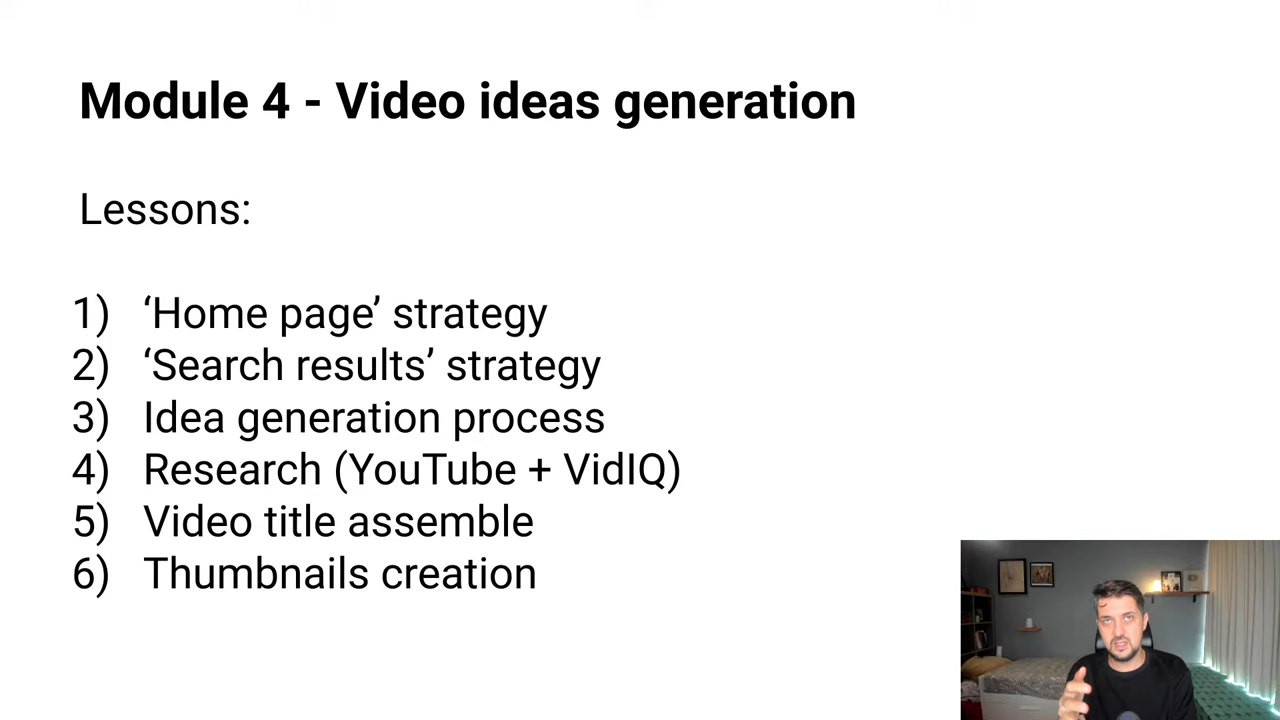 Module 4 - Video ideas generation
Lessons:
1) ‘Home page’ strategy
2) ‘Search results’ strategy
3) Idea generation process
4) Research (YouTube + VidIQ)
5) Video title assemble
6) Thumbnails creation